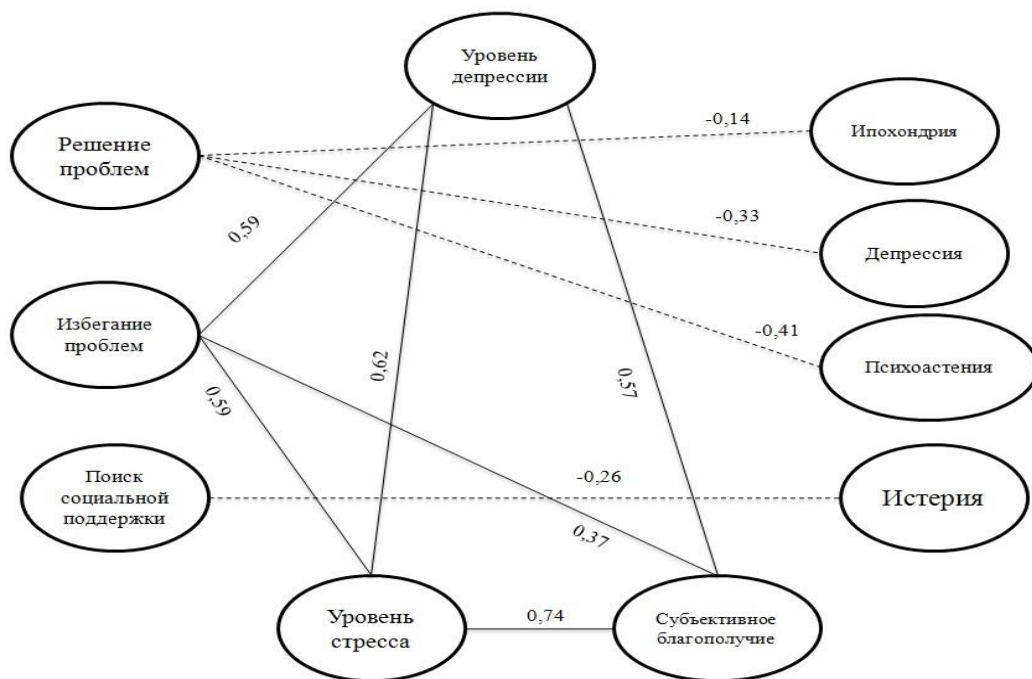 Уровень
депрессии
-0,14
Ипохондрия
Решение
проблем
-0,33
Депрессия
0,59
Избегание
проблем
-0,41
Психоастения
0,62
0,57
0,59
Поиск
социальной
поддержки
-0,26
Истерия
0,37
Уровень
стресса
0,74
Субъективное
благополучие